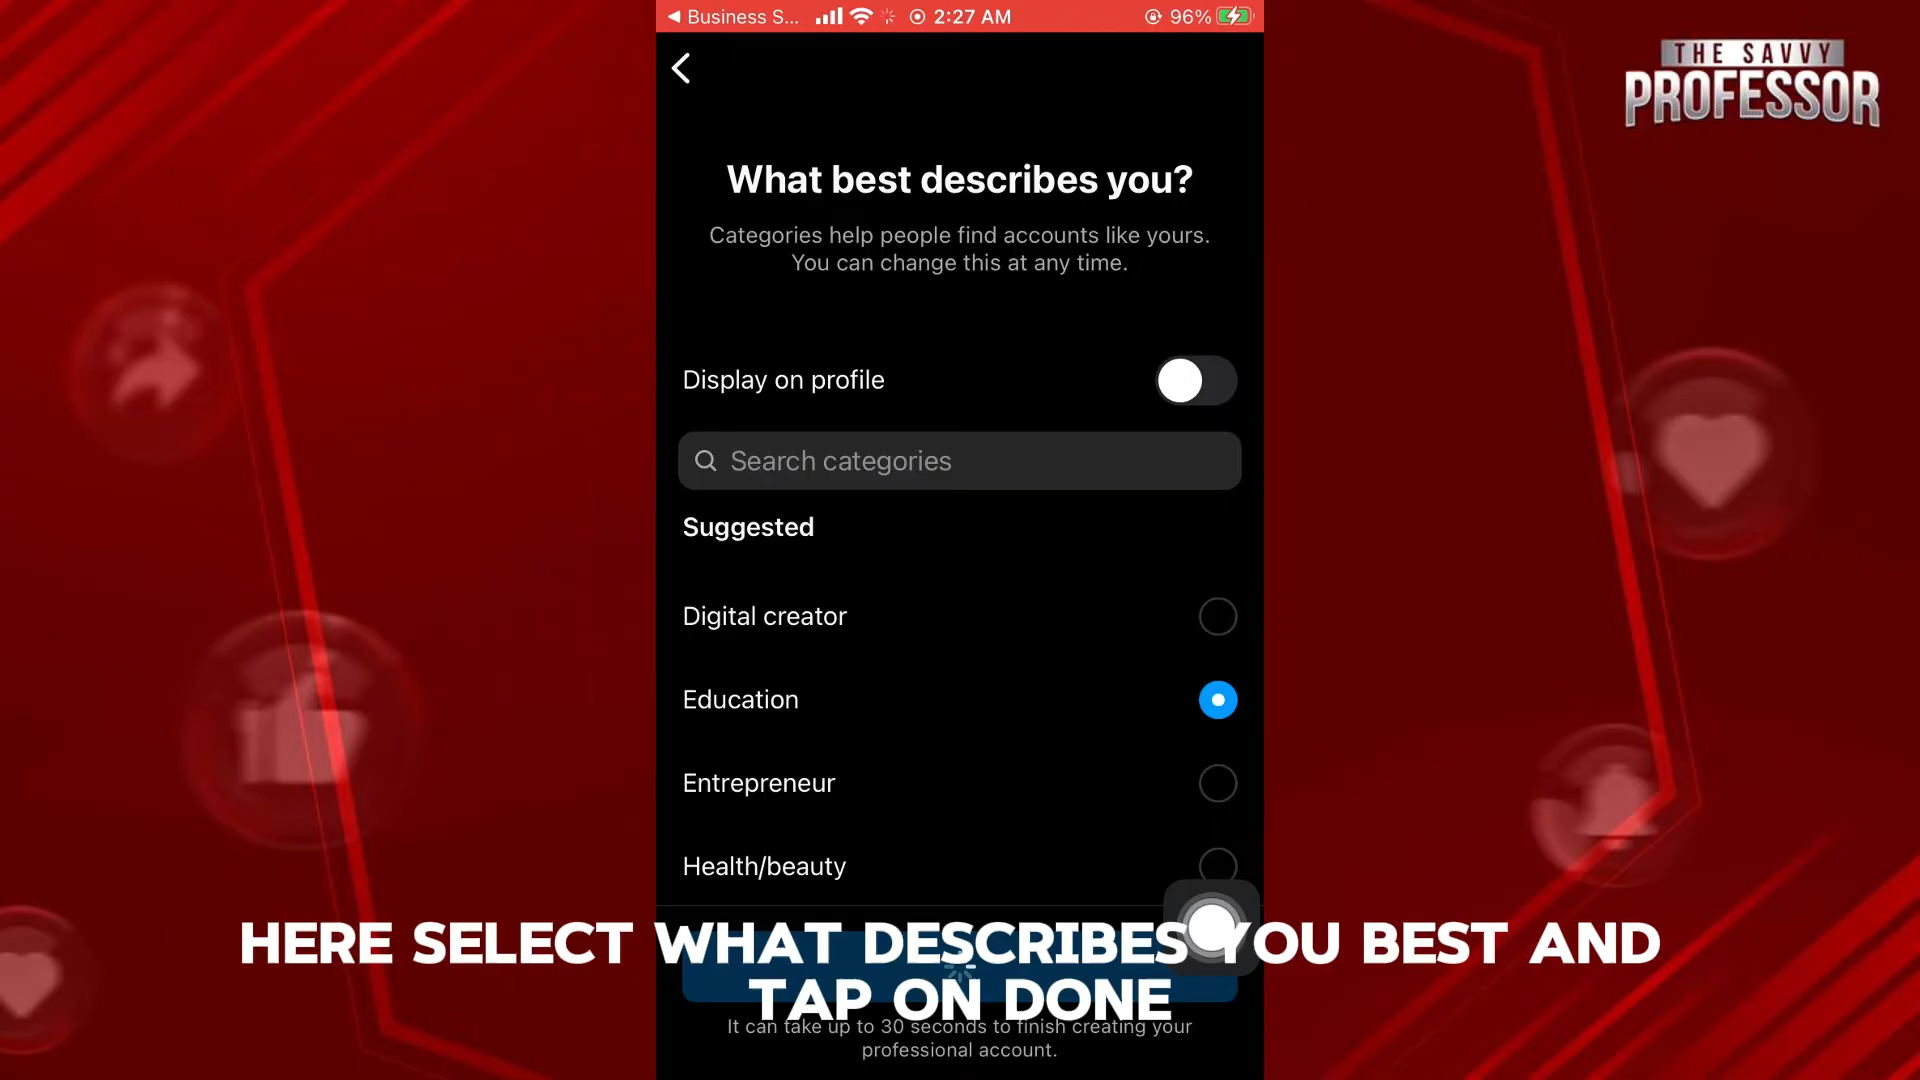 Business S... 2:27 AM 96%
THE SAVVY
PROFESSOR
What best describes you?
Categories help people find accounts like yours.
You can change this at any time.
Display on profile
Search categories
Suggested
Digital creator
Education
Entrepreneur
Health/beauty
HERE SELECT WHAT DESCRIBES YOU BEST AND
TAP ON DONE
It can take up to 30 seconds to finish creating your
professional account.